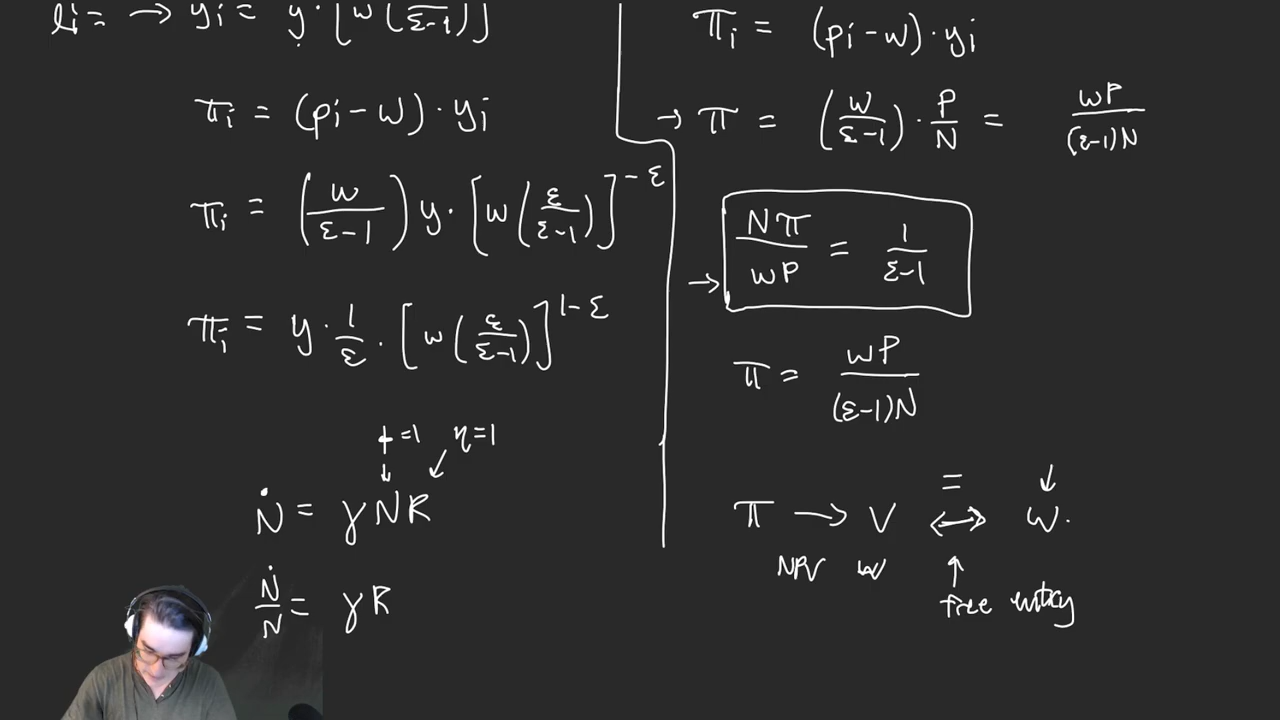 li = → yi = y · [w (ε/ε-1)]
πi = (pi - w) · yi
πi = (w/ε-1) y · [w (ε/ε-1)]^-ε
πi = y · 1/ε · [w (ε/ε-1)]^1-ε
ϕ=1 η=1
↓ ↙
Ṅ = γNR
Ṅ/N = γR
πi = (pi - w) · yi
→ π = (w/ε-1) · P/N = wP/(ε-1)N
→ Nπ/wP = 1/ε-1
π = wP/(ε-1)N
= ↓
π → V ↔ w.
↑
free entry